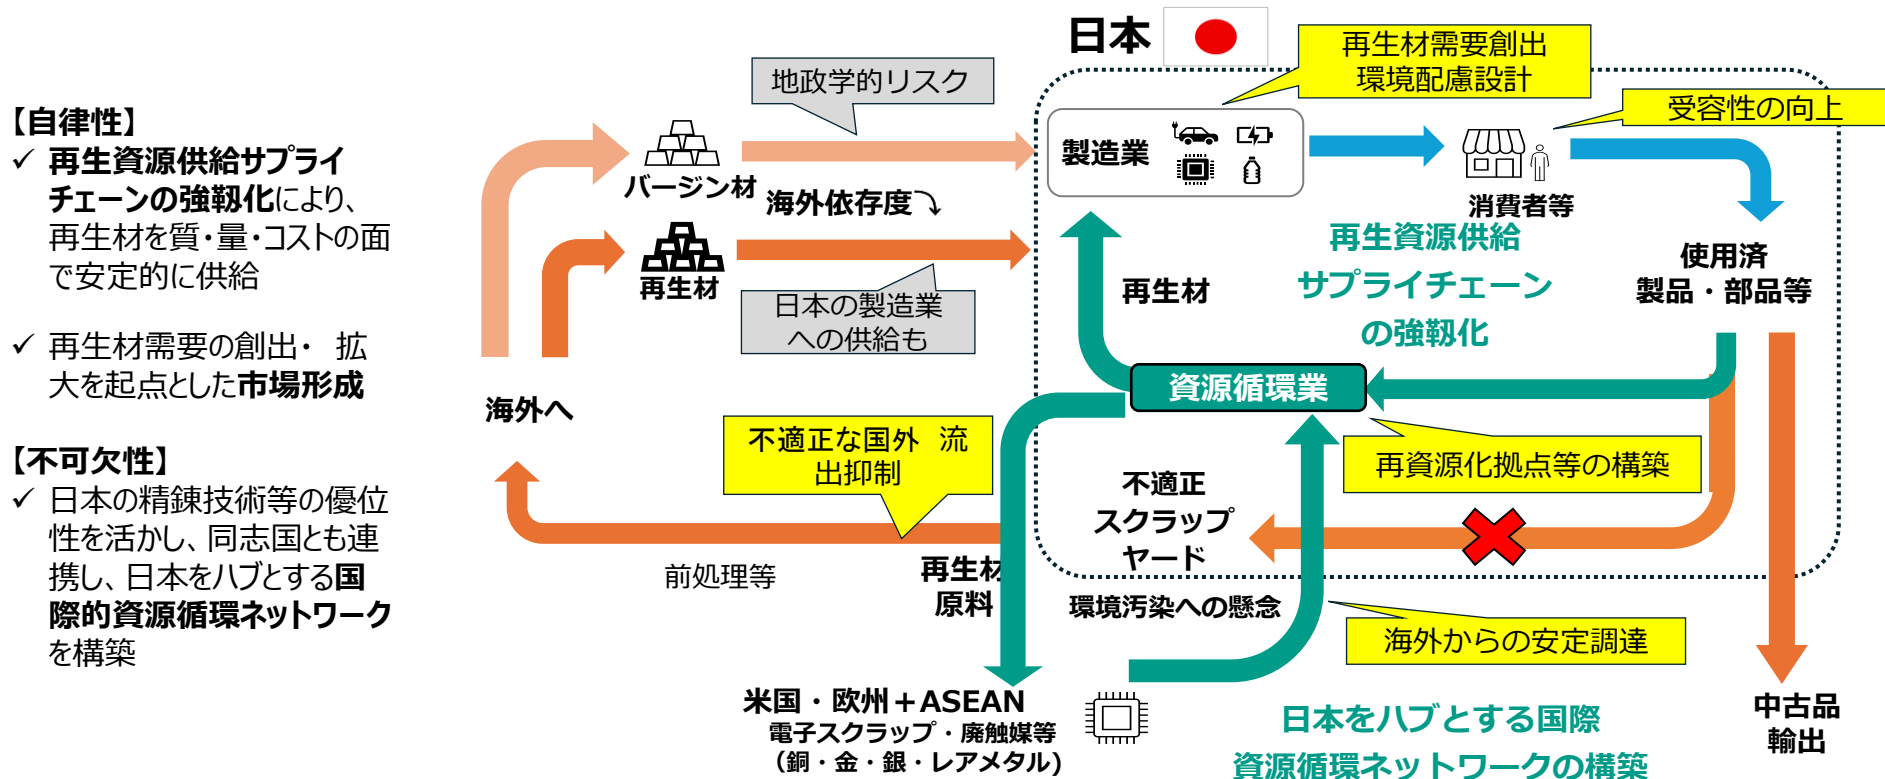 【自律性】
✓ 再生資源供給サプライ
チェーンの強靱化により、
再生材を質・量・コストの面
で安定的に供給
✓ 再生材需要の創出・ 拡
大を起点とした市場形成
【不可欠性】
✓ 日本の精錬技術等の優位
性を活かし、同志国とも連
携し、日本をハブとする国
際的資源循環ネットワーク
を構築
日本
再生材需要創出
環境配慮設計
地政学的リスク
受容性の向上
製造業
バージン材
海外依存度⤵
消費者等
再生材
日本の製造業
への供給も
再生材
再生資源供給
サプライチェーン
の強靱化
使用済
製品・部品等
海外へ
資源循環業
不適正な国外 流
出抑制
再資源化拠点等の構築
不適正
スクラップ
ヤード
前処理等
再生材
原料
環境汚染への懸念
海外からの安定調達
米国・欧州＋ASEAN
電子スクラップ・廃触媒等
（銅・金・銀・レアメタル）
日本をハブとする国際
資源循環ネットワークの構築
中古品
輸出